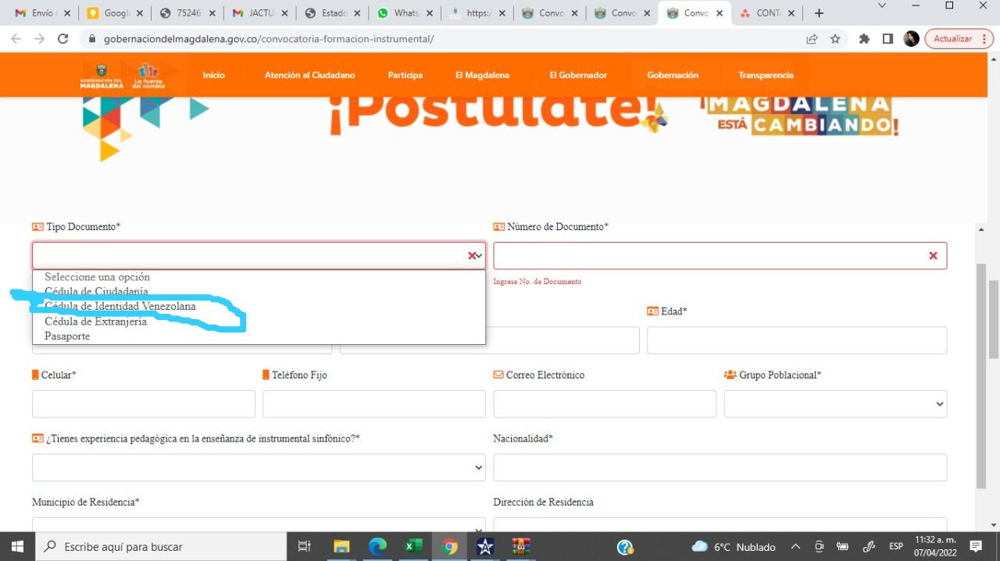 Envío
Google
75246
JACTU
Estado
Whats
https:/
Convo
Convo
Convo
CONT
gobernaciondelmagdalena.gov.co/convocatoria-formacion-instrumental/
Actualizar
GOBERNACIÓN DEL
MAGDALENA
La fuerza
del cambio
Inicio
Atención al Ciudadano
Participa
El Magdalena
El Gobernador
Gobernación
Transparencia
¡Postúlate!
¡MAGDALENA
ESTÁ CAMBIANDO!
Tipo Documento*
Número de Documento*
Seleccione una opción
Ingrese No. de Documento
Cédula de Ciudadanía
Cédula de Identidad Venezolana
Cédula de Extranjería
Pasaporte
Edad*
Celular*
Teléfono Fijo
Correo Electrónico
Grupo Poblacional*
¿Tienes experiencia pedagógica en la enseñanza de instrumental sinfónico?*
Nacionalidad*
Municipio de Residencia*
Dirección de Residencia
Escribe aquí para buscar
6°C Nublado
ESP
11:32 a. m.
07/04/2022